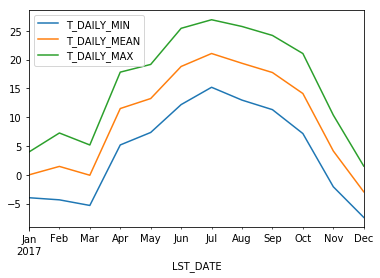 T_DAILY_MIN
T_DAILY_MEAN
T_DAILY_MAX
25
20
15
10
5
0
−5
Jan Feb Mar Apr May Jun Jul Aug Sep Oct Nov Dec
2017
LST_DATE